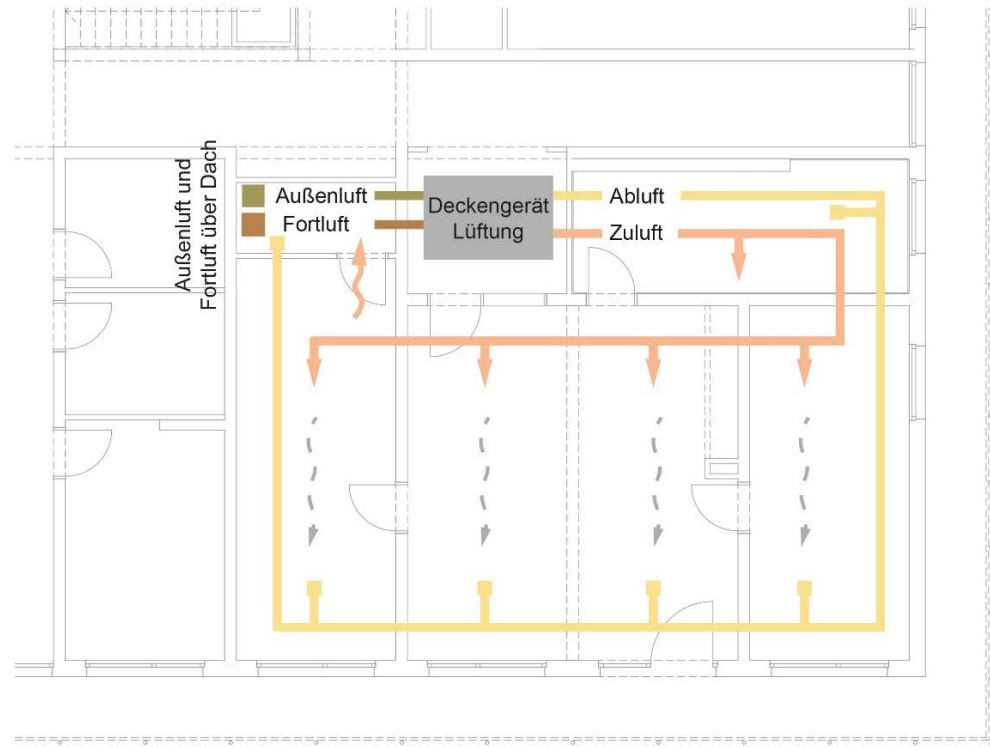 Außenluft und
Fortluft über Dach
Außenluft
Fortluft
Deckengerät
Lüftung
Abluft
Zuluft